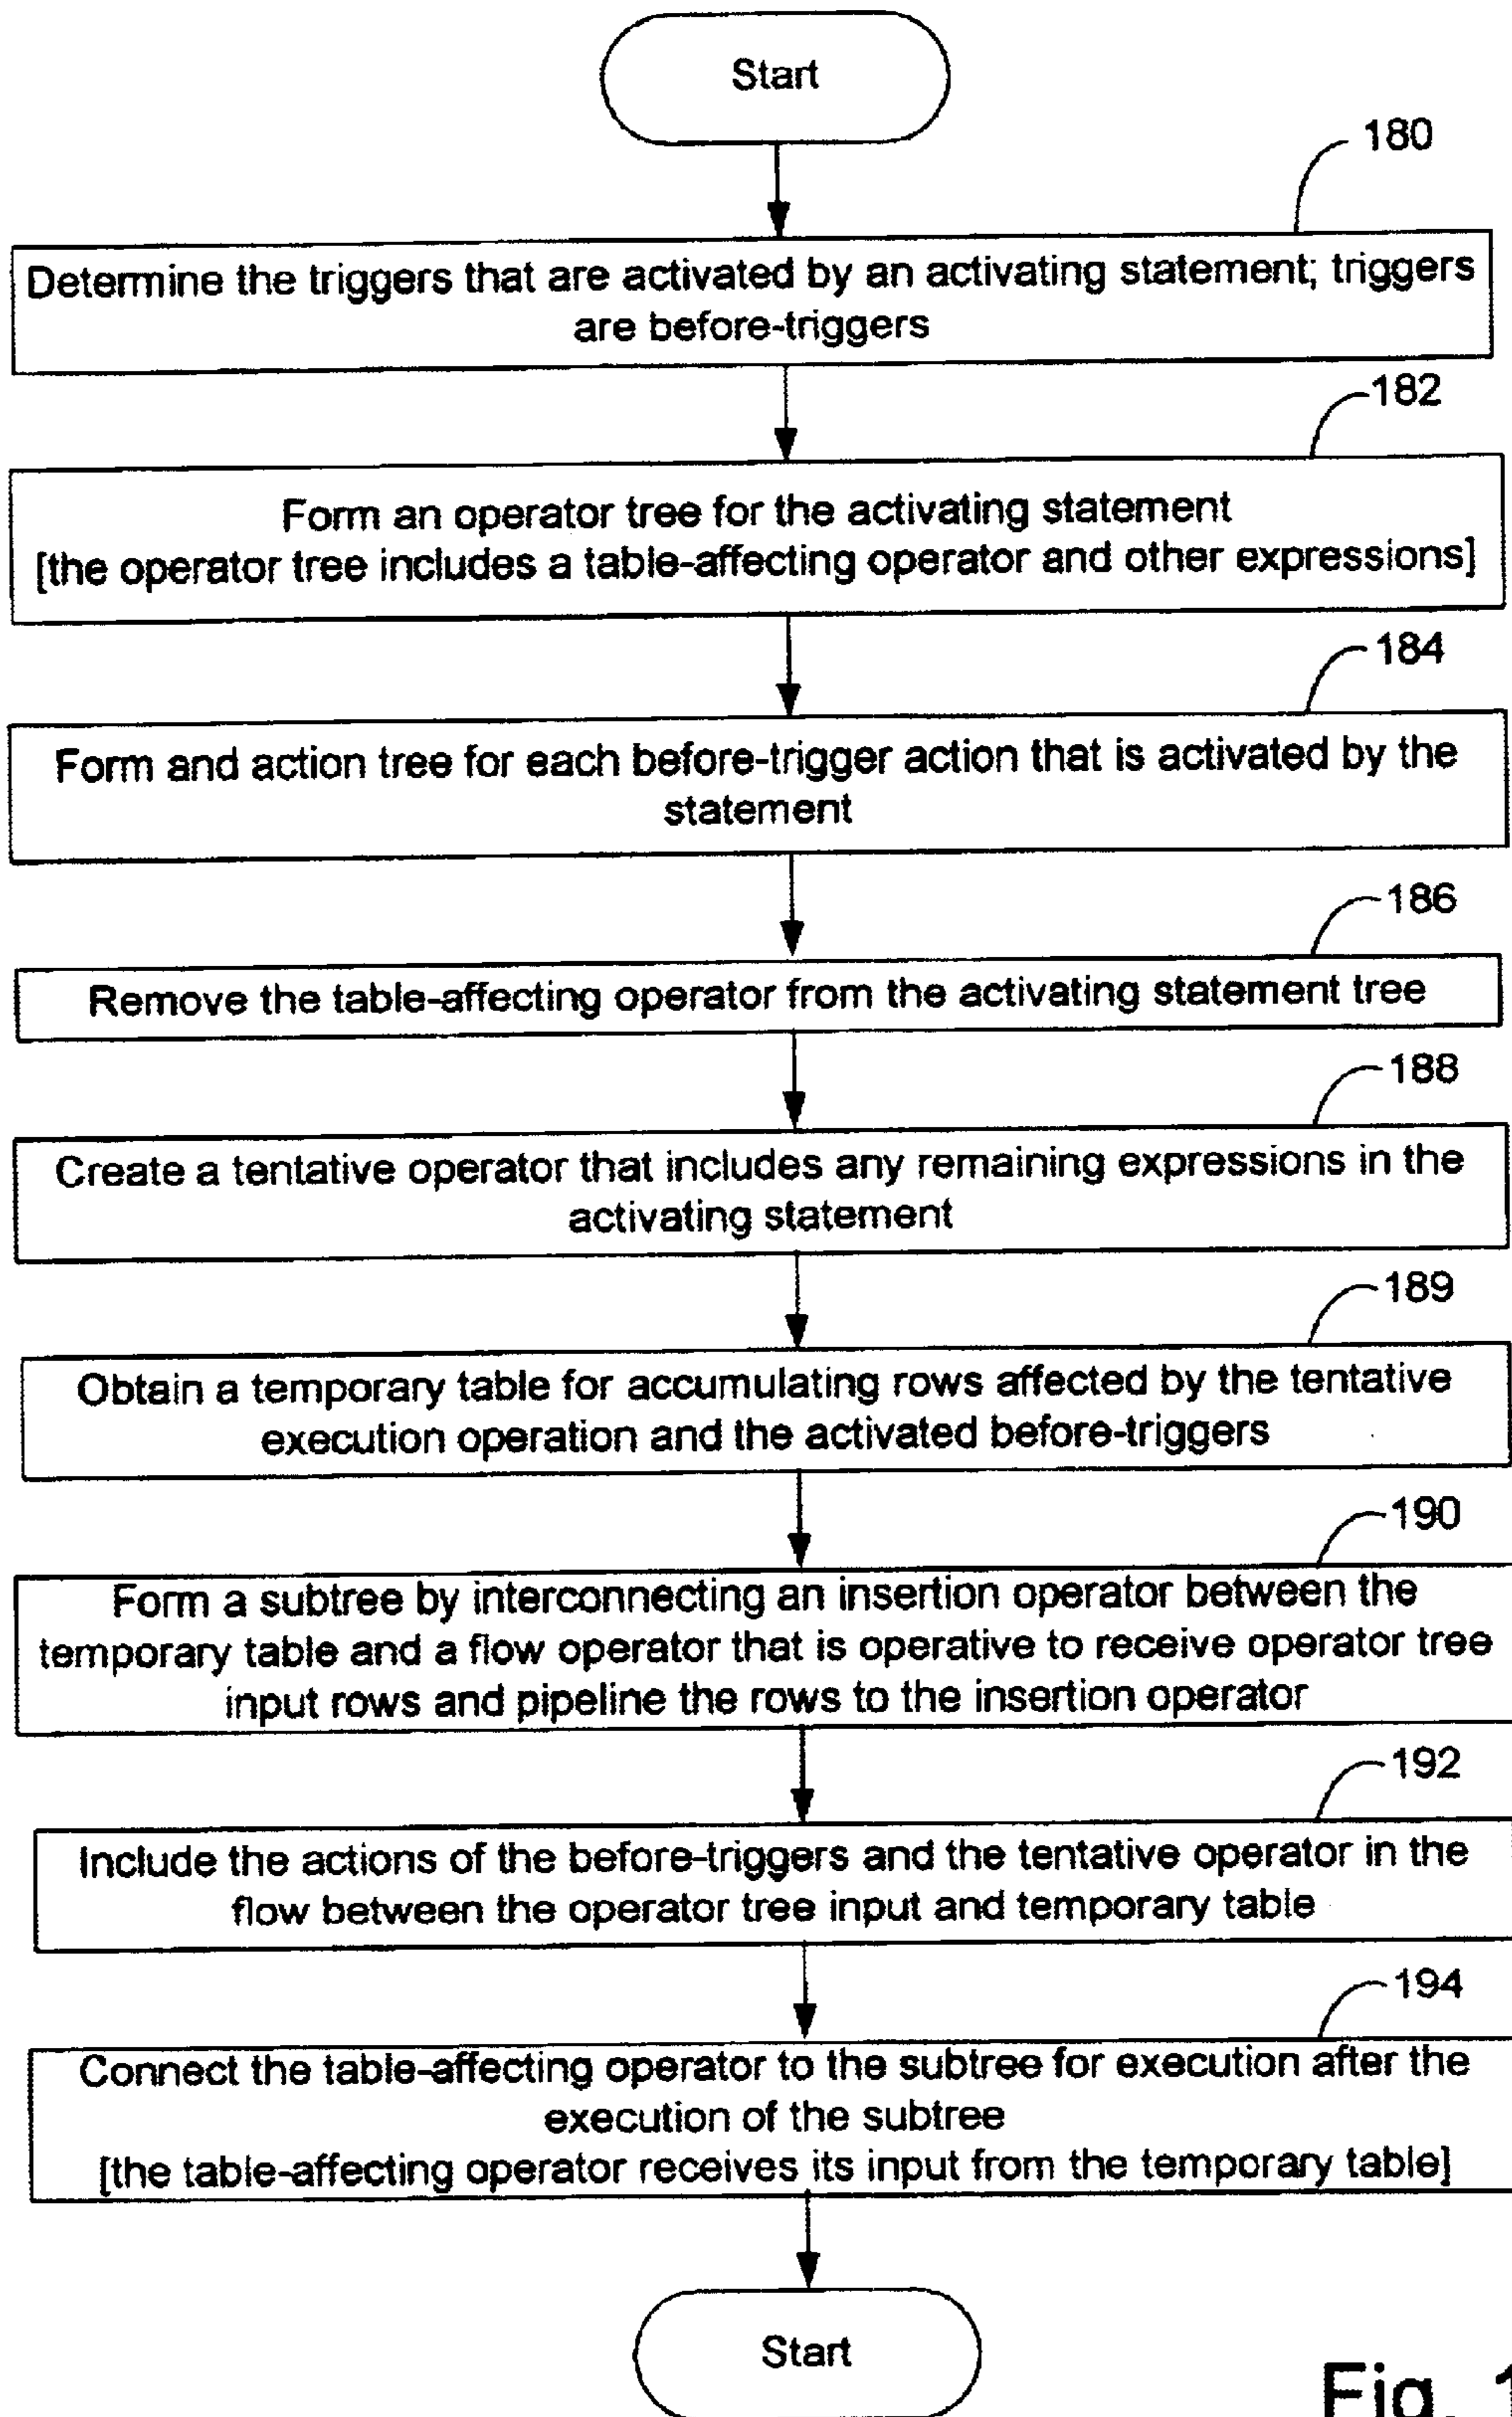 Start
180
Determine the triggers that are activated by an activating statement; triggers
are before-triggers
182
Form an operator tree for the activating statement
[the operator tree includes a table-affecting operator and other expressions]
184
Form and action tree for each before-trigger action that is activated by the
statement
186
Remove the table-affecting operator from the activating statement tree
188
Create a tentative operator that includes any remaining expressions in the
activating statement
189
Obtain a temporary table for accumulating rows affected by the tentative
execution operation and the activated before-triggers
190
Form a subtree by interconnecting an insertion operator between the
temporary table and a flow operator that is operative to receive operator tree
input rows and pipeline the rows to the insertion operator
192
Include the actions of the before-triggers and the tentative operator in the
flow between the operator tree input and temporary table
194
Connect the table-affecting operator to the subtree for execution after the
execution of the subtree
[the table-affecting operator receives its input from the temporary table]
Start
Fig.